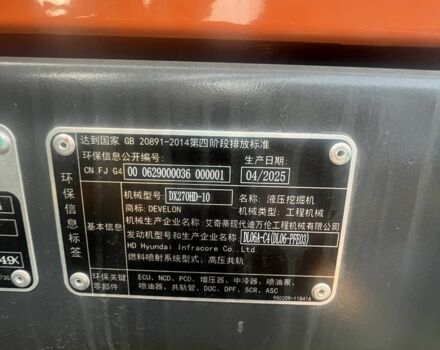 达到国家 GB 20891-2014第四阶段排放标准
环保信息公开编号:
生产日期
CN FJ G4 00 0629000036 000001
04/2025
环保信息标签
基本信息
机械型号: DX270HD-10
名称: 液压挖掘机
商标: DEVELON
机械类型: 工程机械
机械生产企业名称: 艾奇蒂现代迪万伦工程机械有限公司
发动机型号和生产企业名称 DL06A-C4(DL06-PFE03)
HD Hyundai Infracore Co., Ltd.
燃料喷射系统型式: 高压共轨
环保关键零部件
ECU、NCD、PCD、增压器、中冷器、喷油泵、
喷油器、共轨管、DOC、DPF、SCR、ASC
950209-11841A
49K